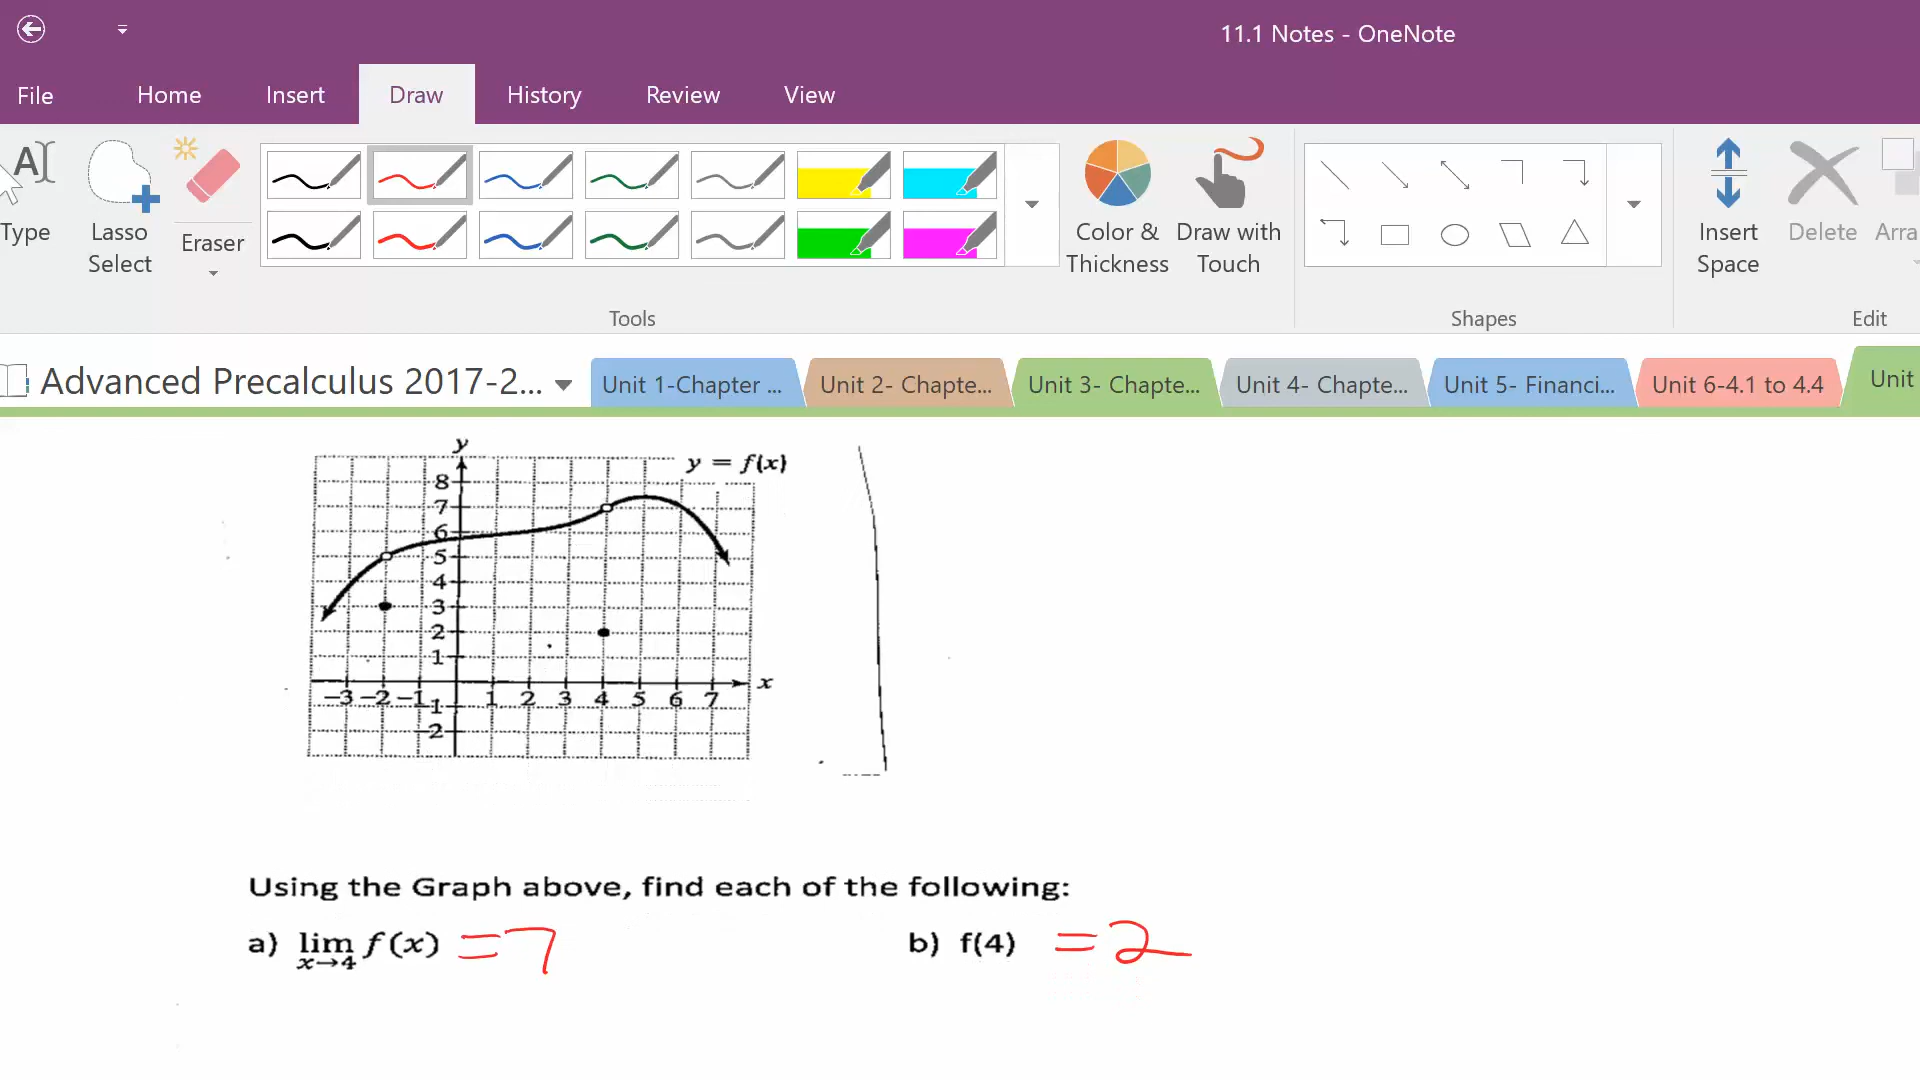 11.1 Notes - OneNote
File Home Insert Draw History Review View
Type
Lasso Select
Eraser
Color & Thickness
Draw with Touch
Insert Space
Delete
Arra
Tools Shapes Edit
Advanced Precalculus 2017-2... Unit 1-Chapter ... Unit 2- Chapte... Unit 3- Chapte... Unit 4- Chapte... Unit 5- Financi... Unit 6-4.1 to 4.4 Unit
y
y = f(x)
8
7
6
5
4
3
2
1
-3 -2 -1 1 2 3 4 5 6 7 x
-1
-2
Using the Graph above, find each of the following:
a) lim x→4 f(x) = 7 b) f(4) = 2